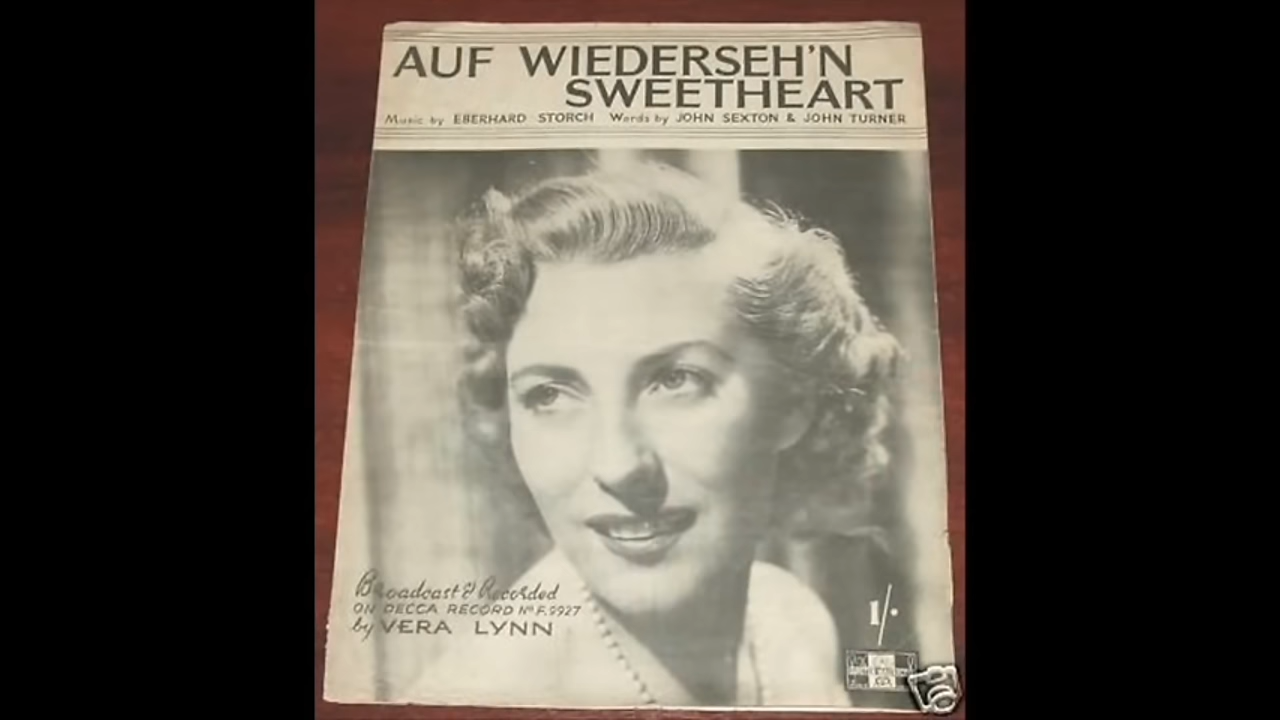 AUF WIEDERSEH'N
SWEETHEART
Music by EBERHARD STORCH Words by JOHN SEXTON & JOHN TURNER
Broadcast & Recorded
ON DECCA RECORD No F.9927
by VERA LYNN
1/-